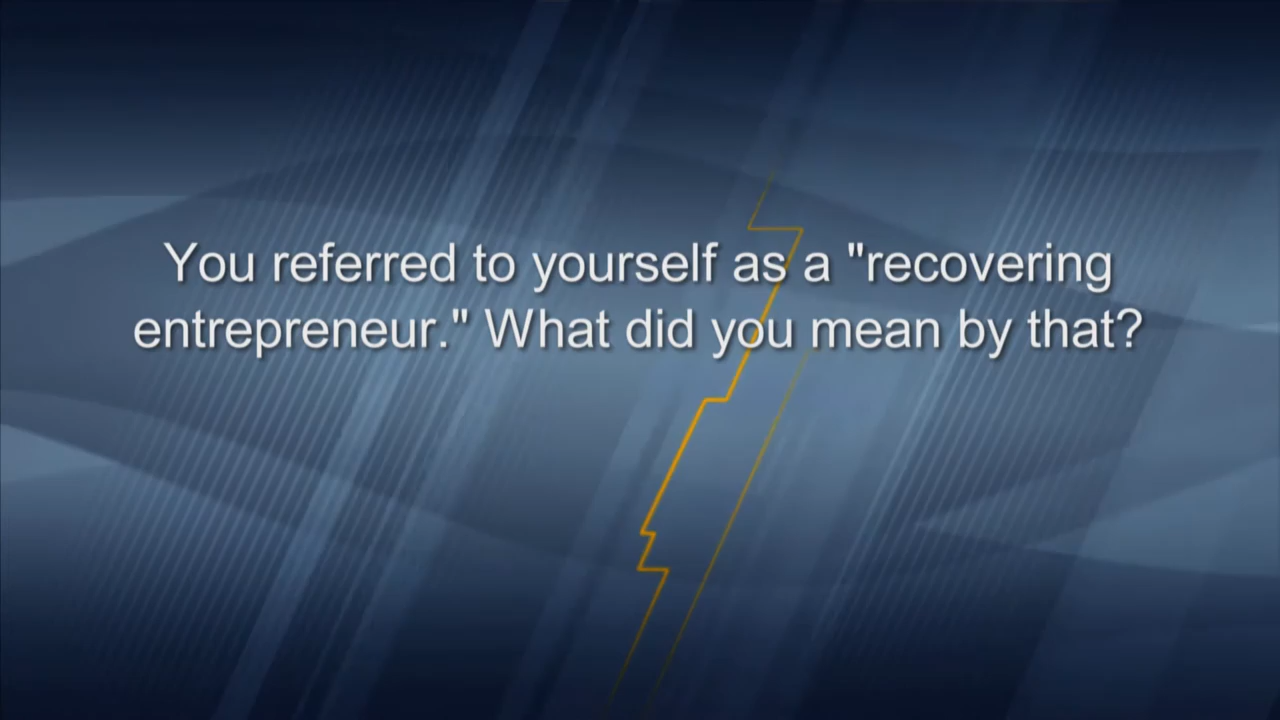 You referred to yourself as a "recovering
entrepreneur." What did you mean by that?